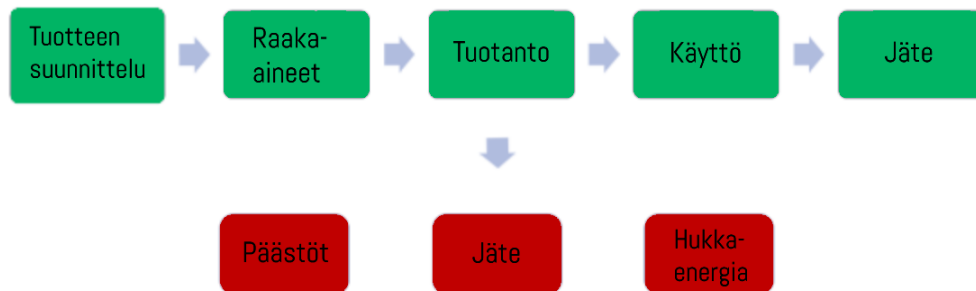 Tuotteen
suunnittelu
Raaka-
aineet
Tuotanto
Käyttö
Jäte
Päästöt
Jäte
Hukka-
energia